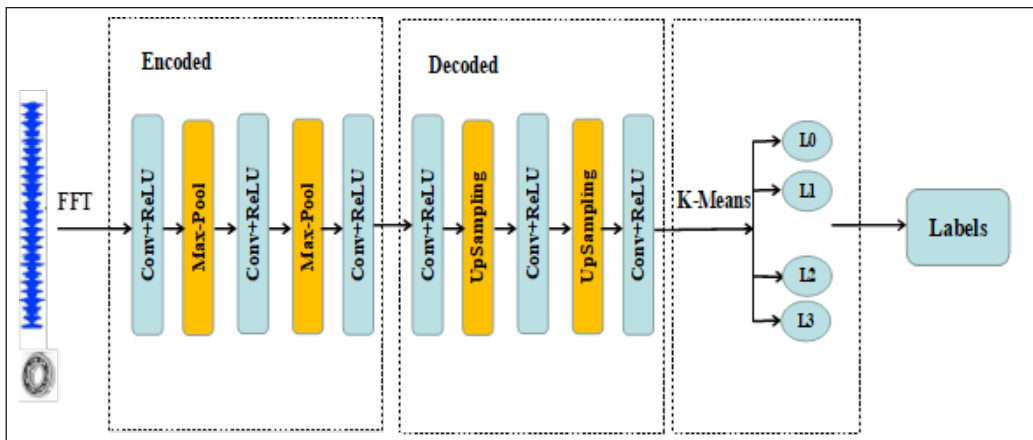 Encoded
Decoded
FFT
Conv+ReLU
Max-Pool
Conv+ReLU
Max-Pool
Conv+ReLU
Conv+ReLU
UpSampling
Conv+ReLU
UpSampling
Conv+ReLU
K-Means
L0
L1
L2
L3
Labels